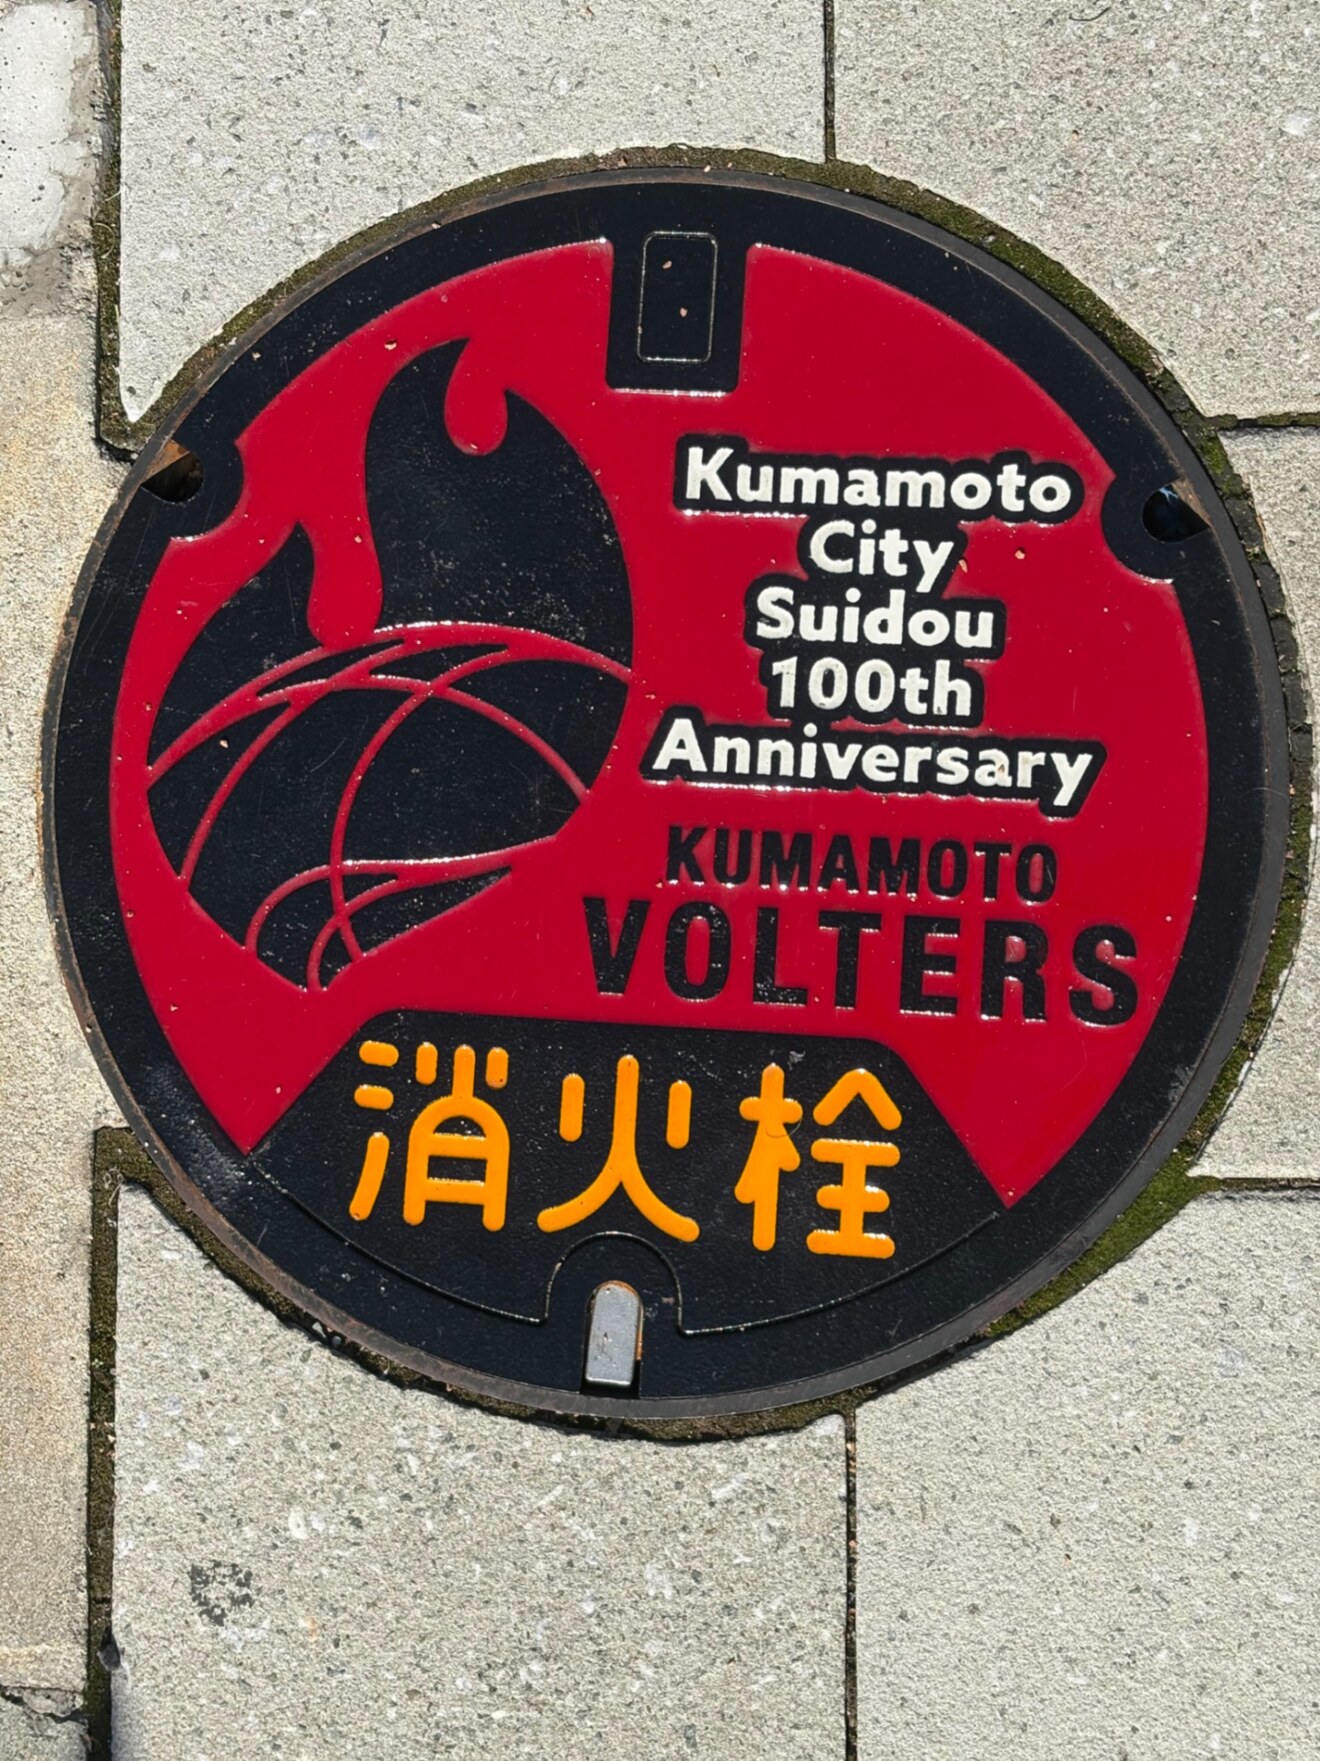 Kumamoto
City
Suidou
100th
Anniversary
KUMAMOTO
VOLTERS
消火栓